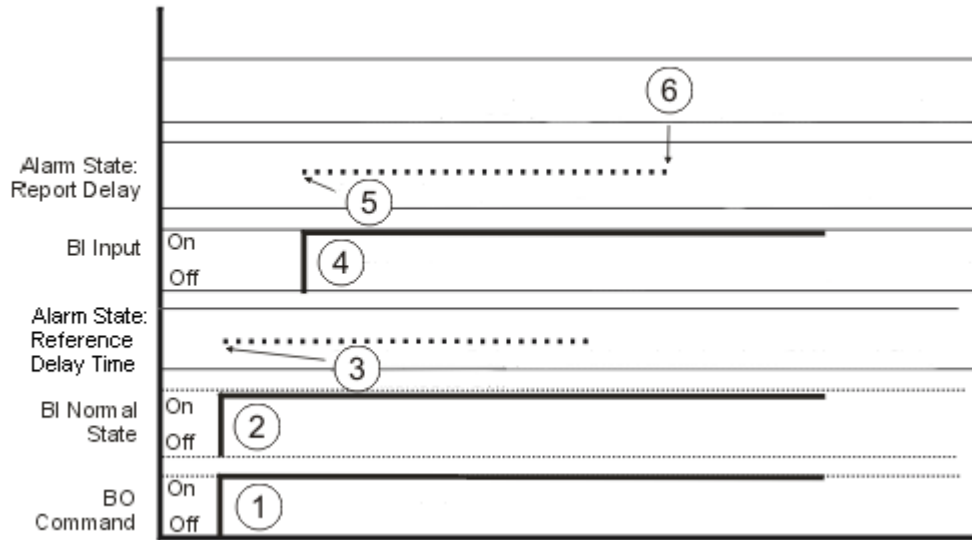 6
Alarm State:
Report Delay
5
BI Input
On
Off
4
Alarm State:
Reference
Delay Time
3
BI Normal
State
On
Off
2
BO
Command
On
Off
1